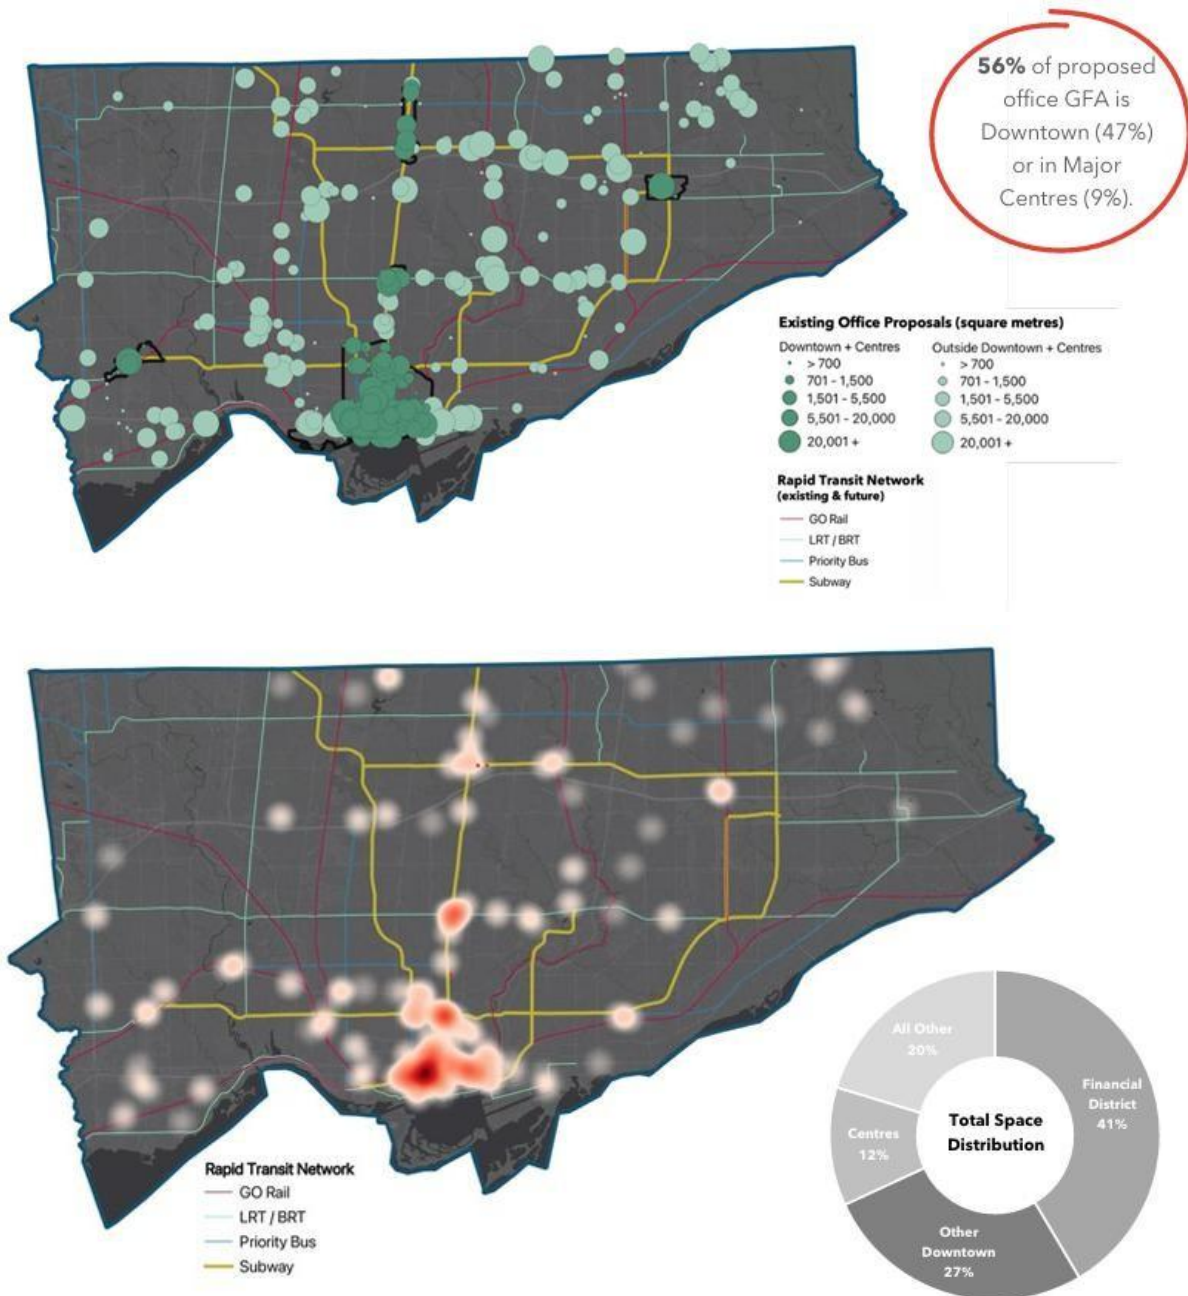 56% of proposed
office GFA is
Downtown (47%)
or in Major
Centres (9%).
Existing Office Proposals (square metres)
Downtown + Centres
> 700
701 - 1,500
1,501 - 5,500
5,501 - 20,000
20,001 +
Outside Downtown + Centres
> 700
701 - 1,500
1,501 - 5,500
5,501 - 20,000
20,001 +
Rapid Transit Network
(existing & future)
GO Rail
LRT / BRT
Priority Bus
Subway
Rapid Transit Network
GO Rail
LRT / BRT
Priority Bus
Subway
All Other
20%
Financial
District
41%
Centres
12%
Total Space
Distribution
Other
Downtown
27%